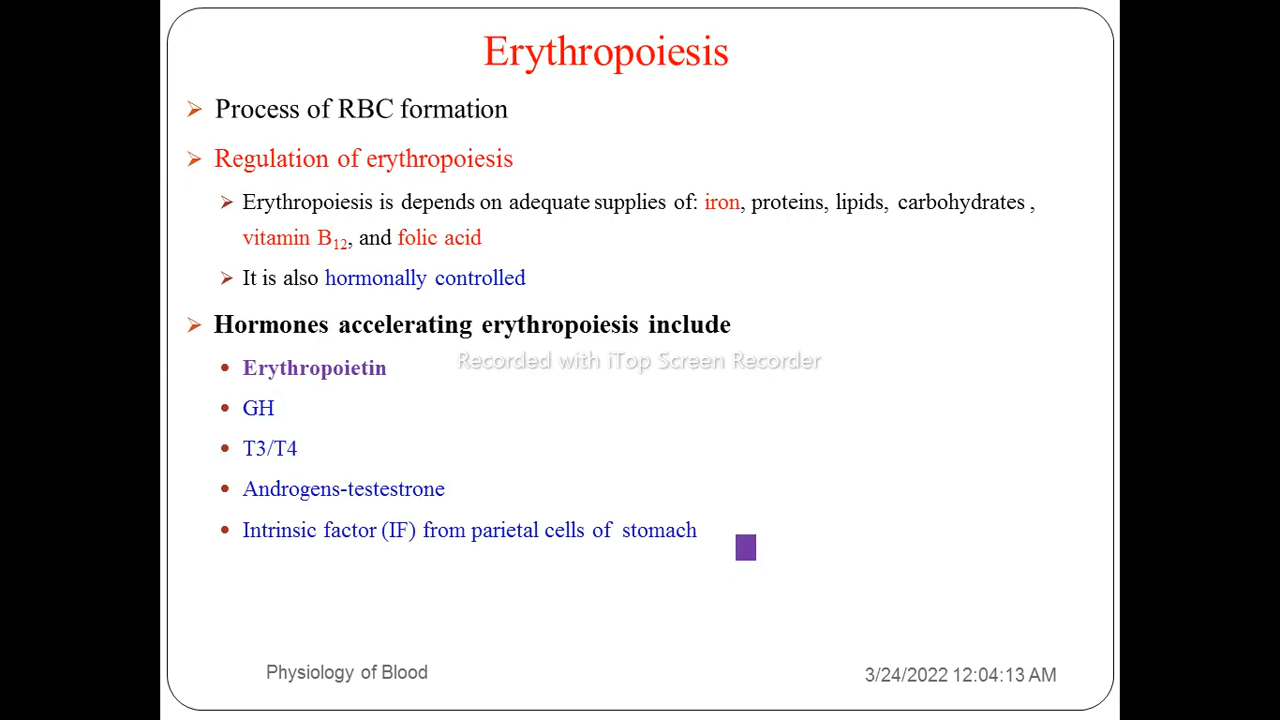 Erythropoiesis
Process of RBC formation
Regulation of erythropoiesis
Erythropoiesis is depends on adequate supplies of: iron, proteins, lipids, carbohydrates ,
vitamin B12, and folic acid
It is also hormonally controlled
Hormones accelerating erythropoiesis include
Recorded with iTop Screen Recorder
Erythropoietin
GH
T3/T4
Androgens-testestrone
Intrinsic factor (IF) from parietal cells of stomach
Physiology of Blood
3/24/2022 12:04:13 AM